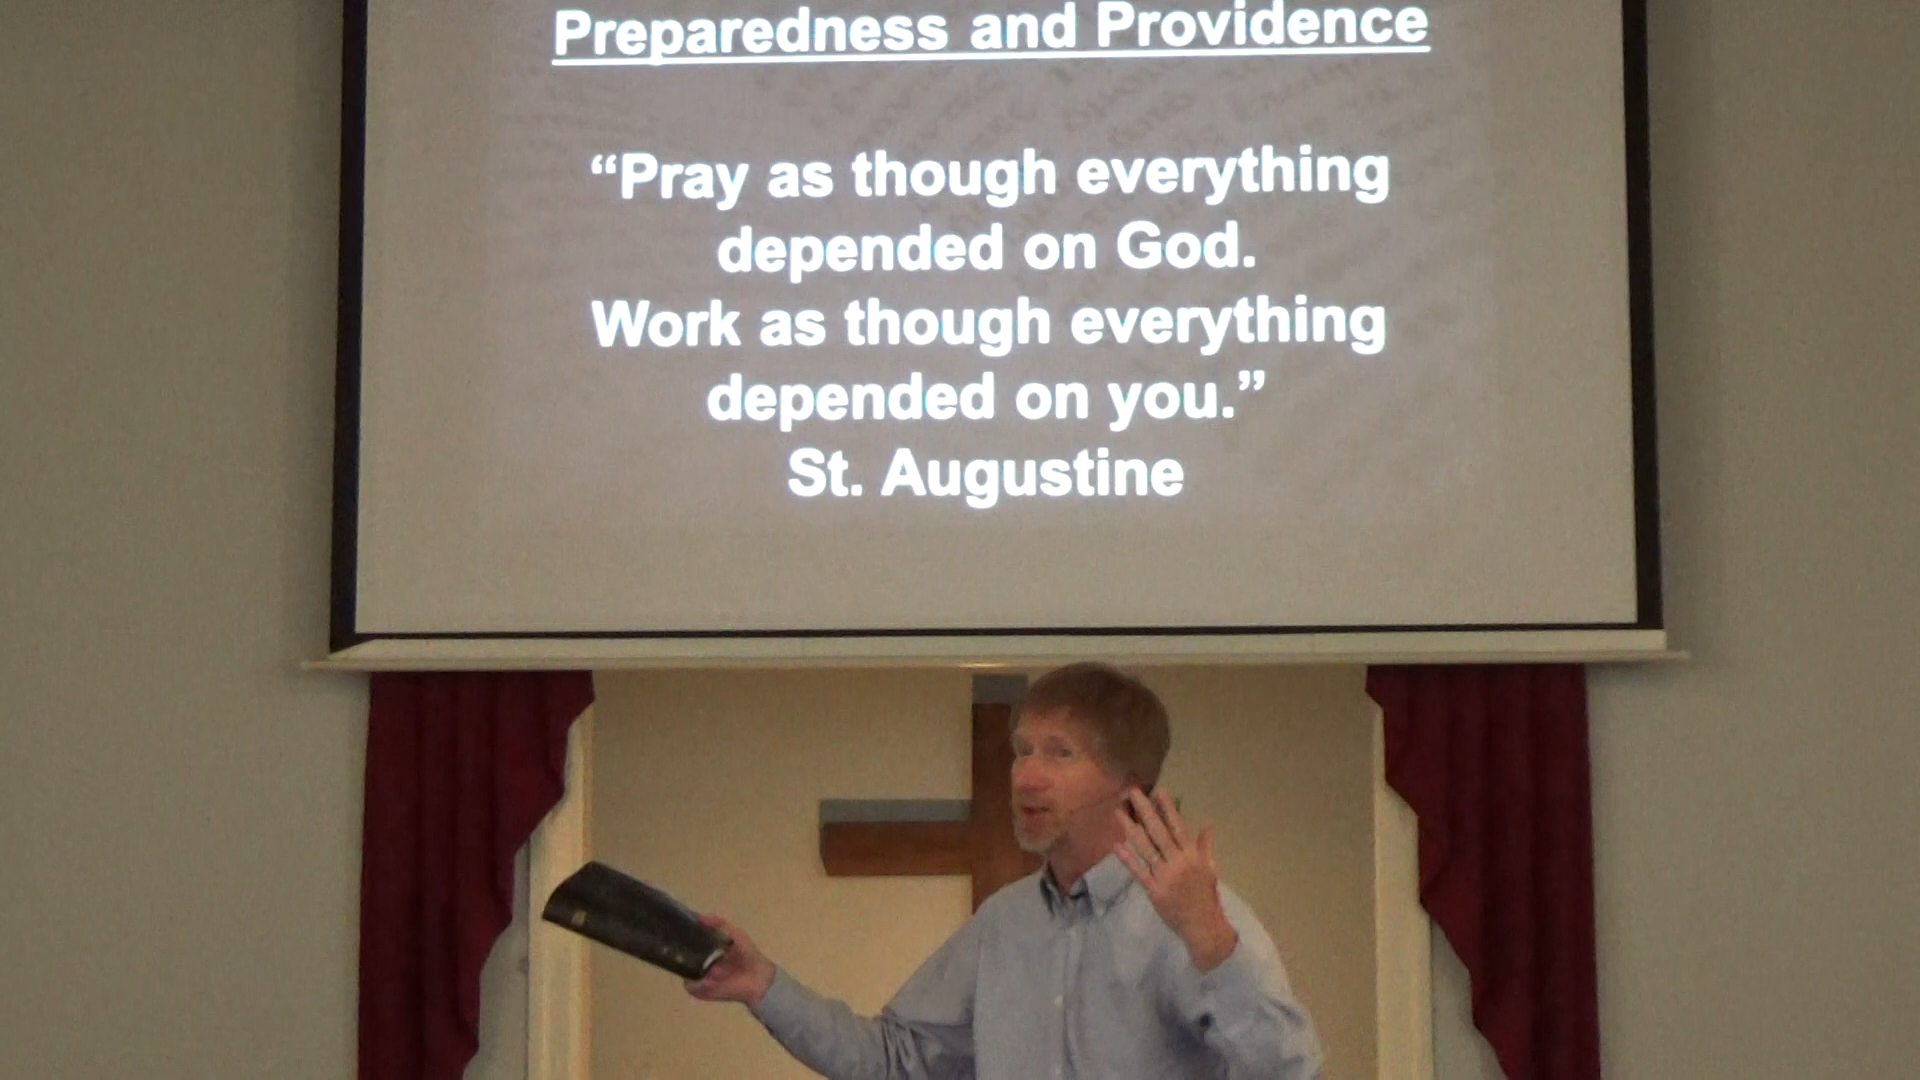 Preparedness and Providence
“Pray as though everything
depended on God.
Work as though everything
depended on you.”
St. Augustine